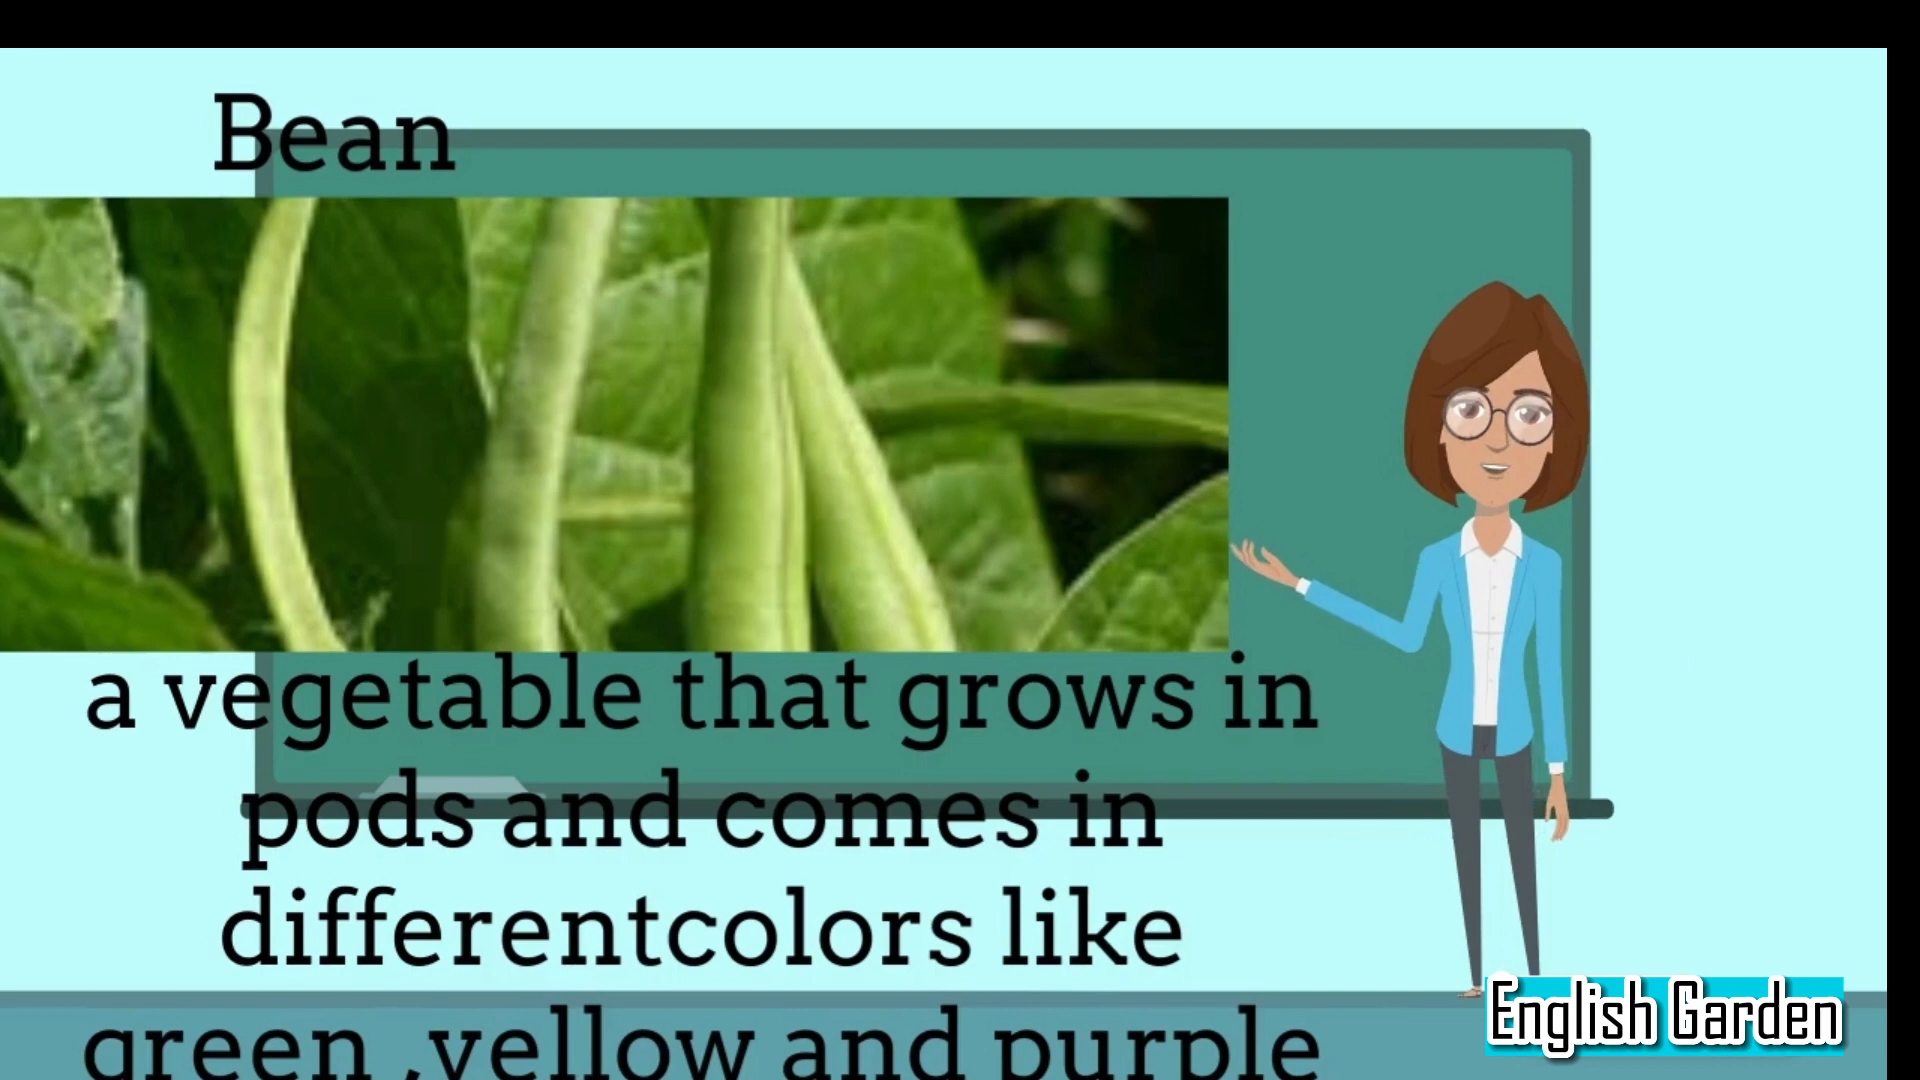 Bean
a vegetable that grows in
pods and comes in
differentcolors like
green ,yellow and purple
English Garden